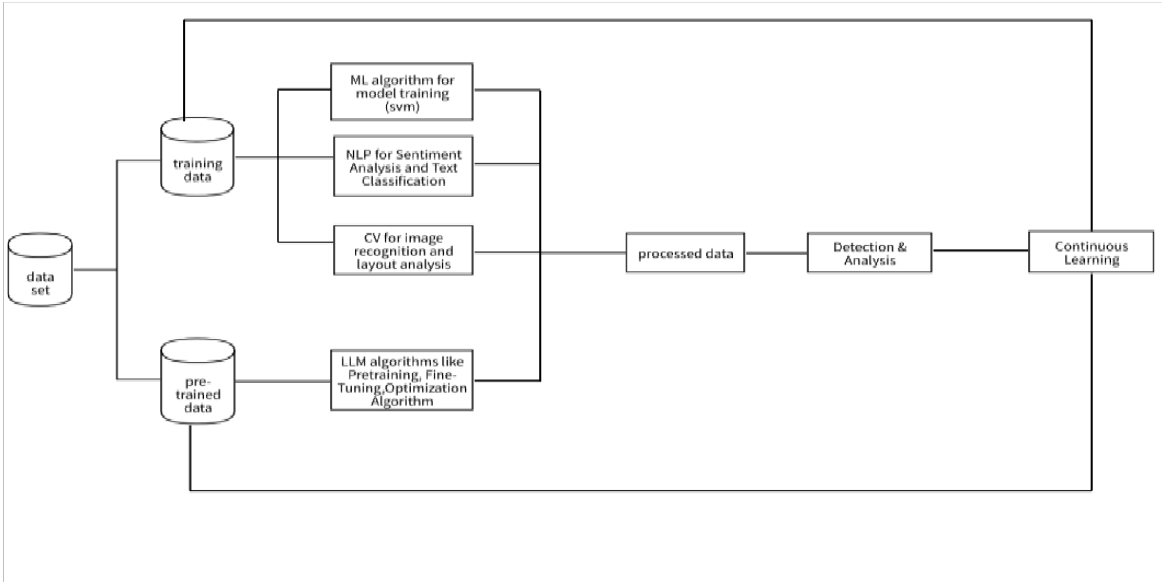 ML algorithm for
model training
(svm)
training
data
NLP for Sentiment
Analysis and Text
Classification
CV for image
recognition and
layout analysis
data
set
processed data
Detection &
Analysis
Continuous
Learning
pre-
trained
data
LLM algorithms like
Pretraining, Fine-
Tuning,Optimization
Algorithm